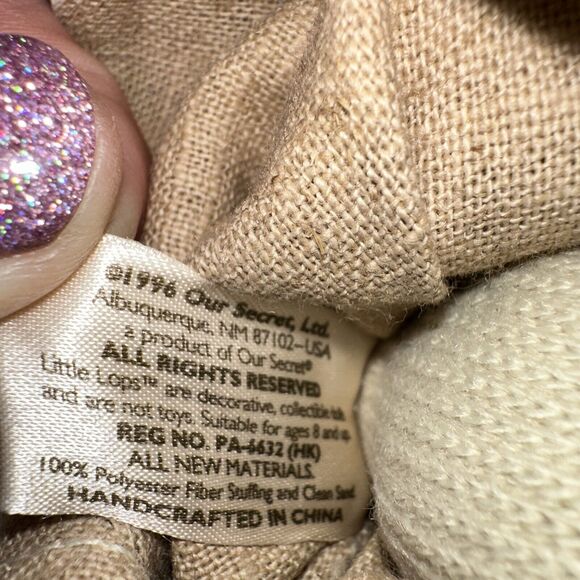 ©1996 Our Secret, Ltd.
Albuquerque, NM 87102-USA
a product of Our Secret®
ALL RIGHTS RESERVED
Little Lops™ are decorative, collectible dolls
and are not toys. Suitable for ages 8 and up.
REG NO. PA-6632 (HK)
ALL NEW MATERIALS
100% Polyester Fiber Stuffing and Clean Sand
HANDCRAFTED IN CHINA